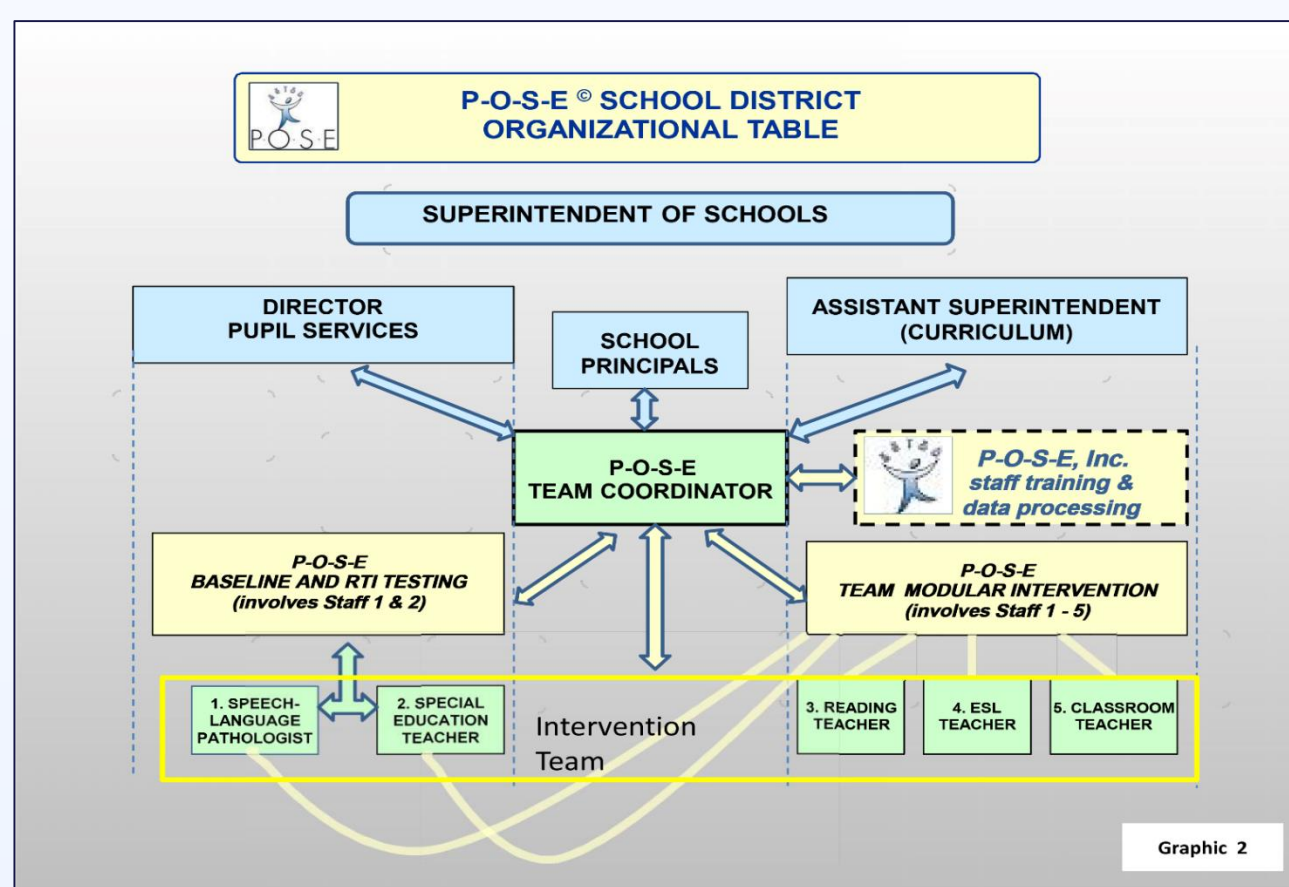 P·O·S·E
P-O-S-E © SCHOOL DISTRICT
ORGANIZATIONAL TABLE
SUPERINTENDENT OF SCHOOLS
DIRECTOR
PUPIL SERVICES
SCHOOL
PRINCIPALS
ASSISTANT SUPERINTENDENT
(CURRICULUM)
P-O-S-E
TEAM COORDINATOR
P-O-S-E, Inc.
staff training &
data processing
P-O-S-E
BASELINE AND RTI TESTING
(involves Staff 1 & 2)
P-O-S-E
TEAM MODULAR INTERVENTION
(involves Staff 1 - 5)
1. SPEECH-
LANGUAGE
PATHOLOGIST
2. SPECIAL
EDUCATION
TEACHER
Intervention
Team
3. READING
TEACHER
4. ESL
TEACHER
5. CLASSROOM
TEACHER
Graphic 2